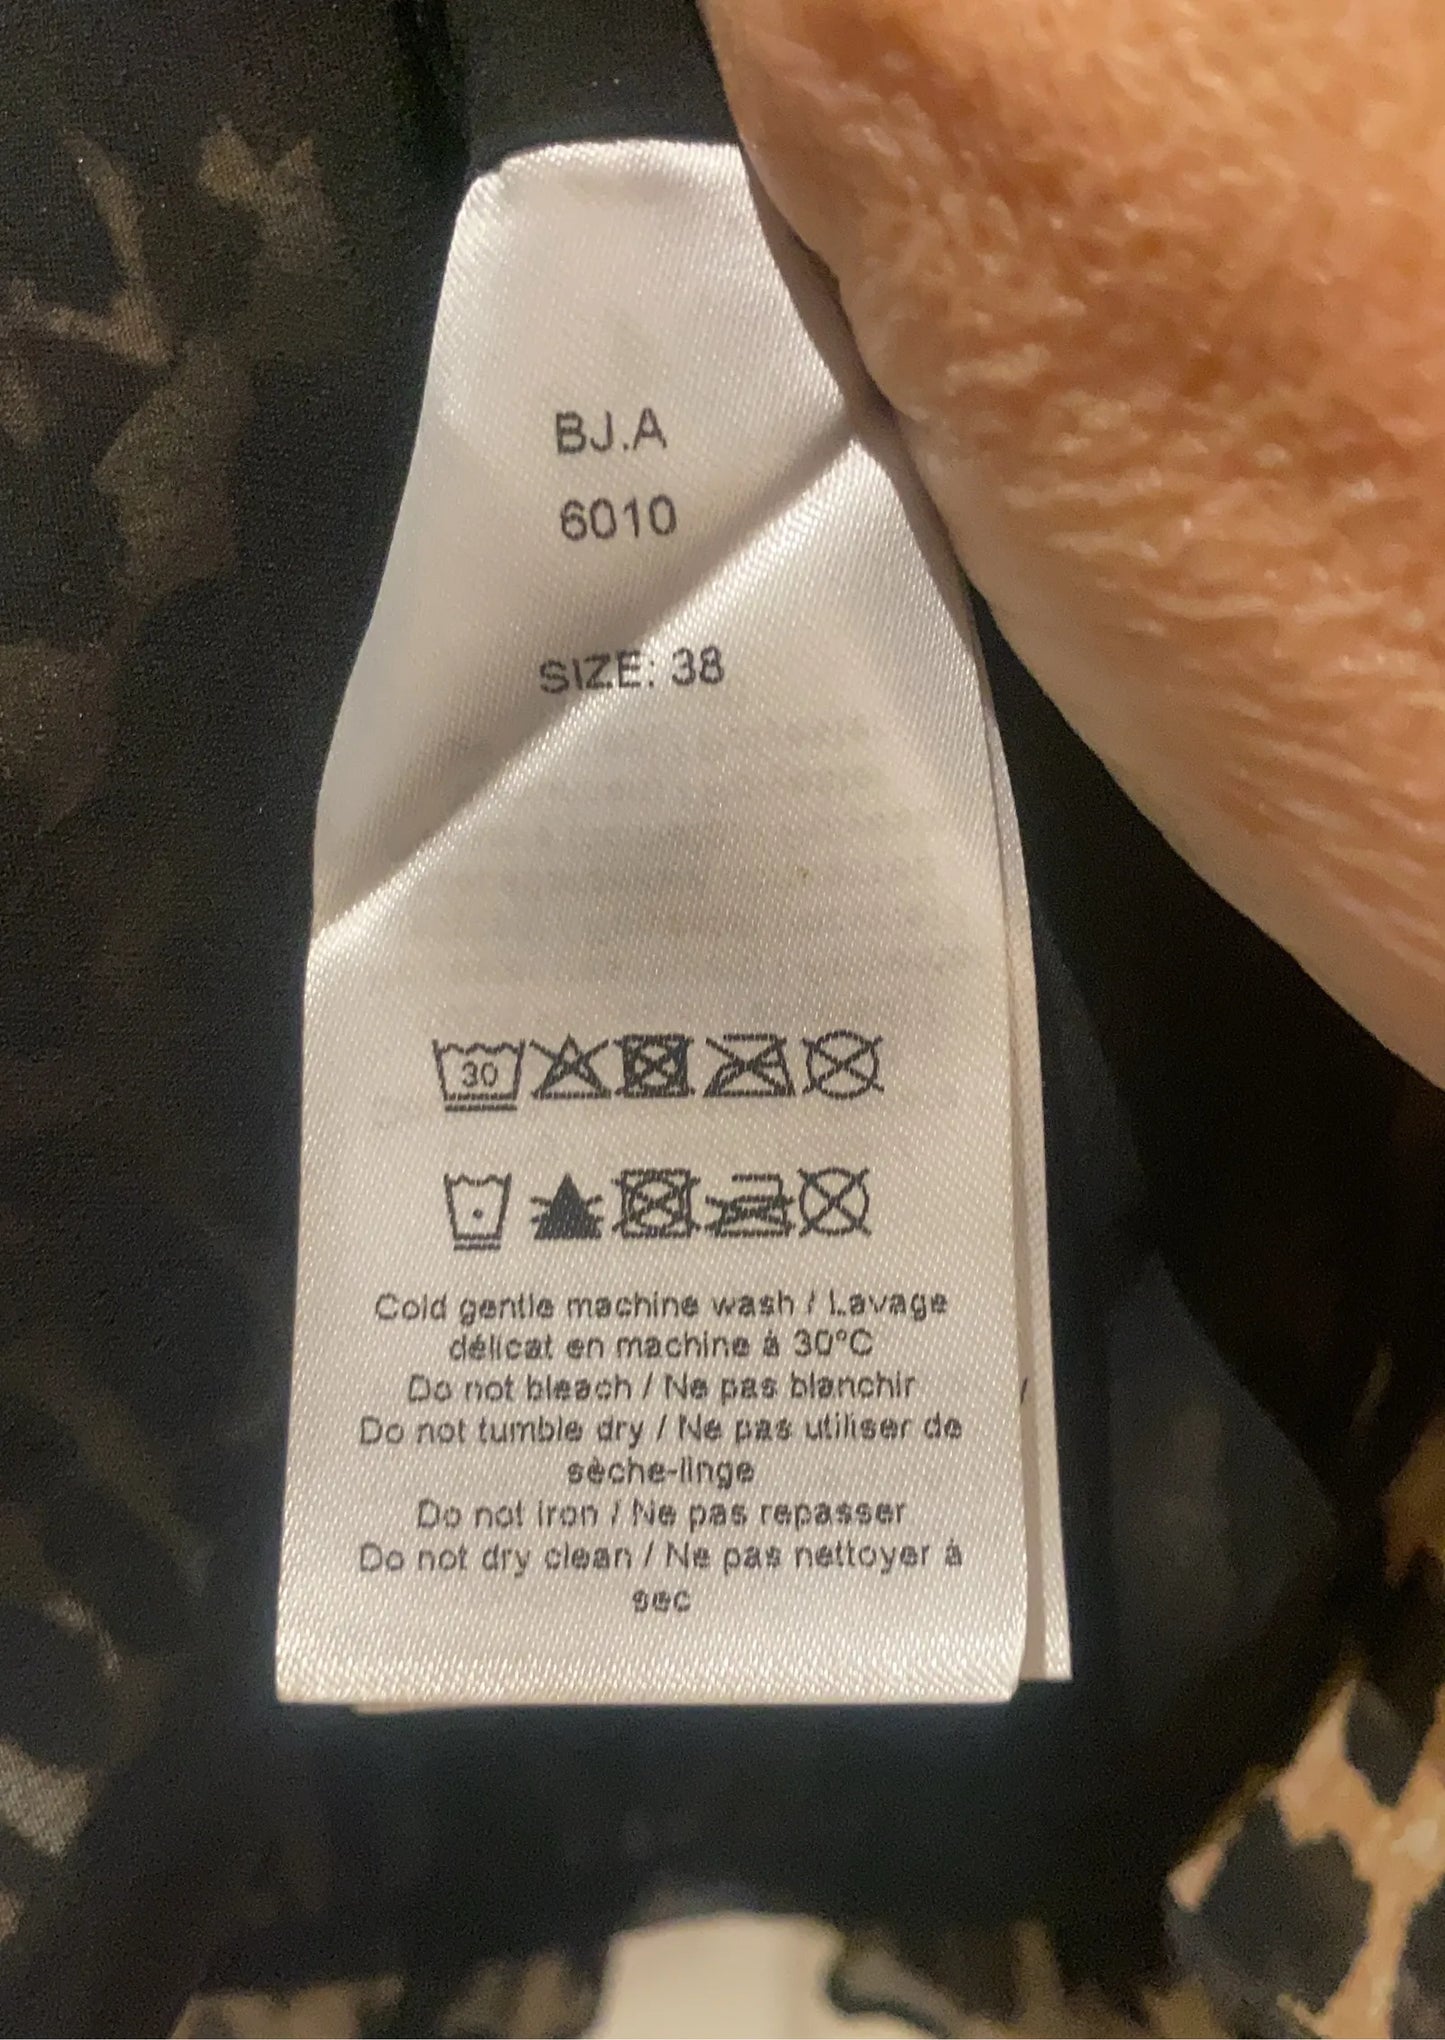 BJ.A
6010
SIZE: 38
30
Cold gentle machine wash / Lavage
délicat en machine à 30°C
Do not bleach / Ne pas blanchir
Do not tumble dry / Ne pas utiliser de
sèche-linge
Do not iron / Ne pas repasser
Do not dry clean / Ne pas nettoyer à
sec